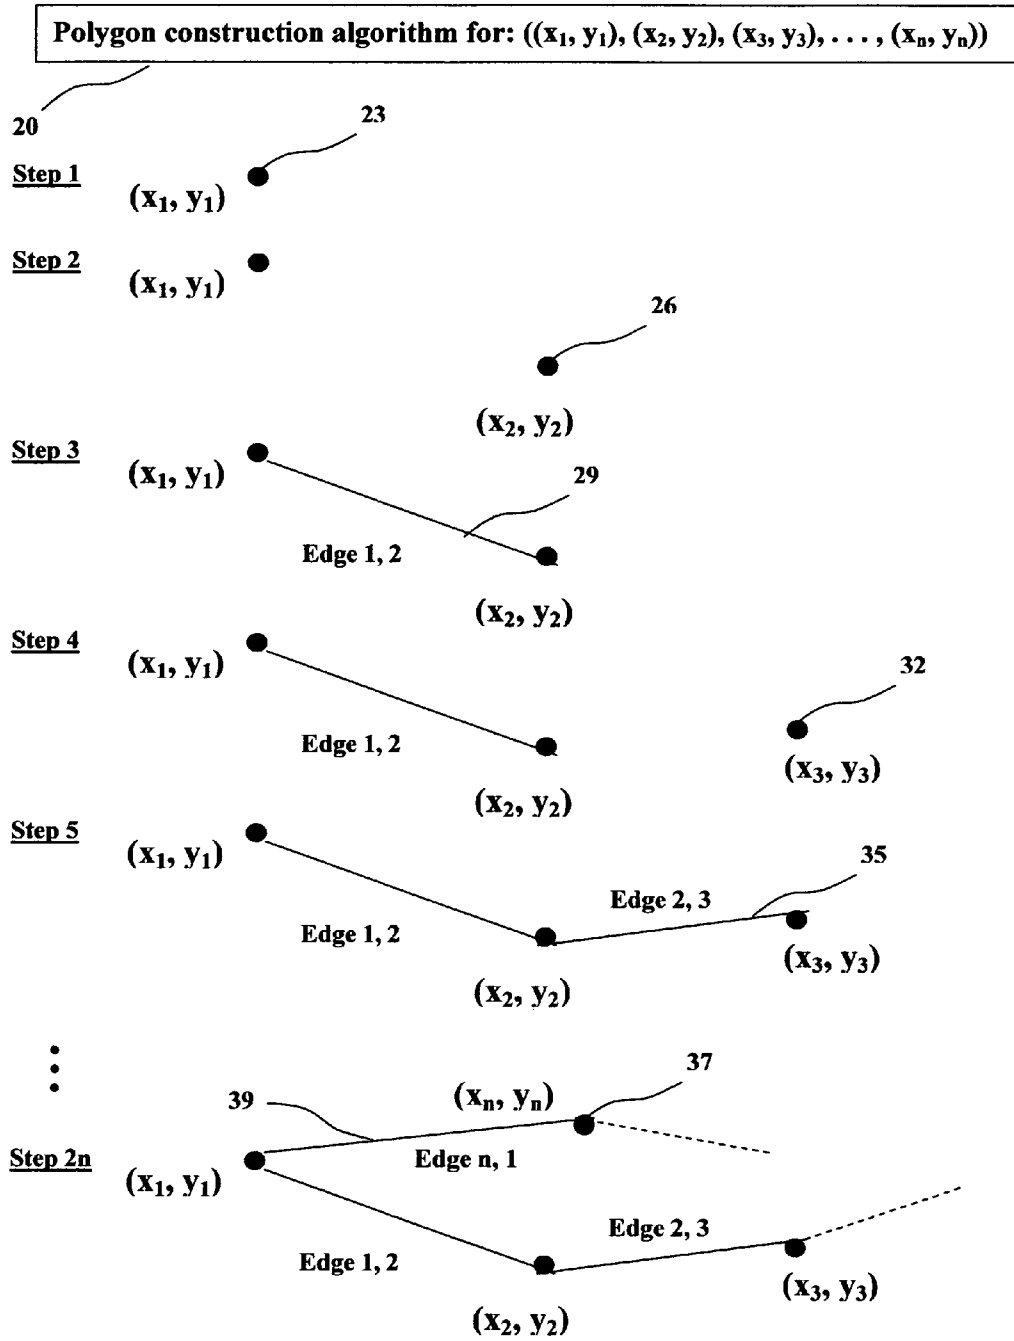 Polygon construction algorithm for: ((x₁, y₁), (x₂, y₂), (x₃, y₃), . . . , (xₙ, yₙ))
20
23
Step 1
(x₁, y₁)
Step 2
(x₁, y₁)
26
(x₂, y₂)
Step 3
(x₁, y₁)
29
Edge 1, 2
(x₂, y₂)
Step 4
(x₁, y₁)
32
Edge 1, 2
(x₃, y₃)
(x₂, y₂)
Step 5
(x₁, y₁)
35
Edge 2, 3
Edge 1, 2
(x₃, y₃)
(x₂, y₂)
37
39
(xₙ, yₙ)
Step 2n
Edge n, 1
(x₁, y₁)
Edge 2, 3
Edge 1, 2
(x₃, y₃)
(x₂, y₂)